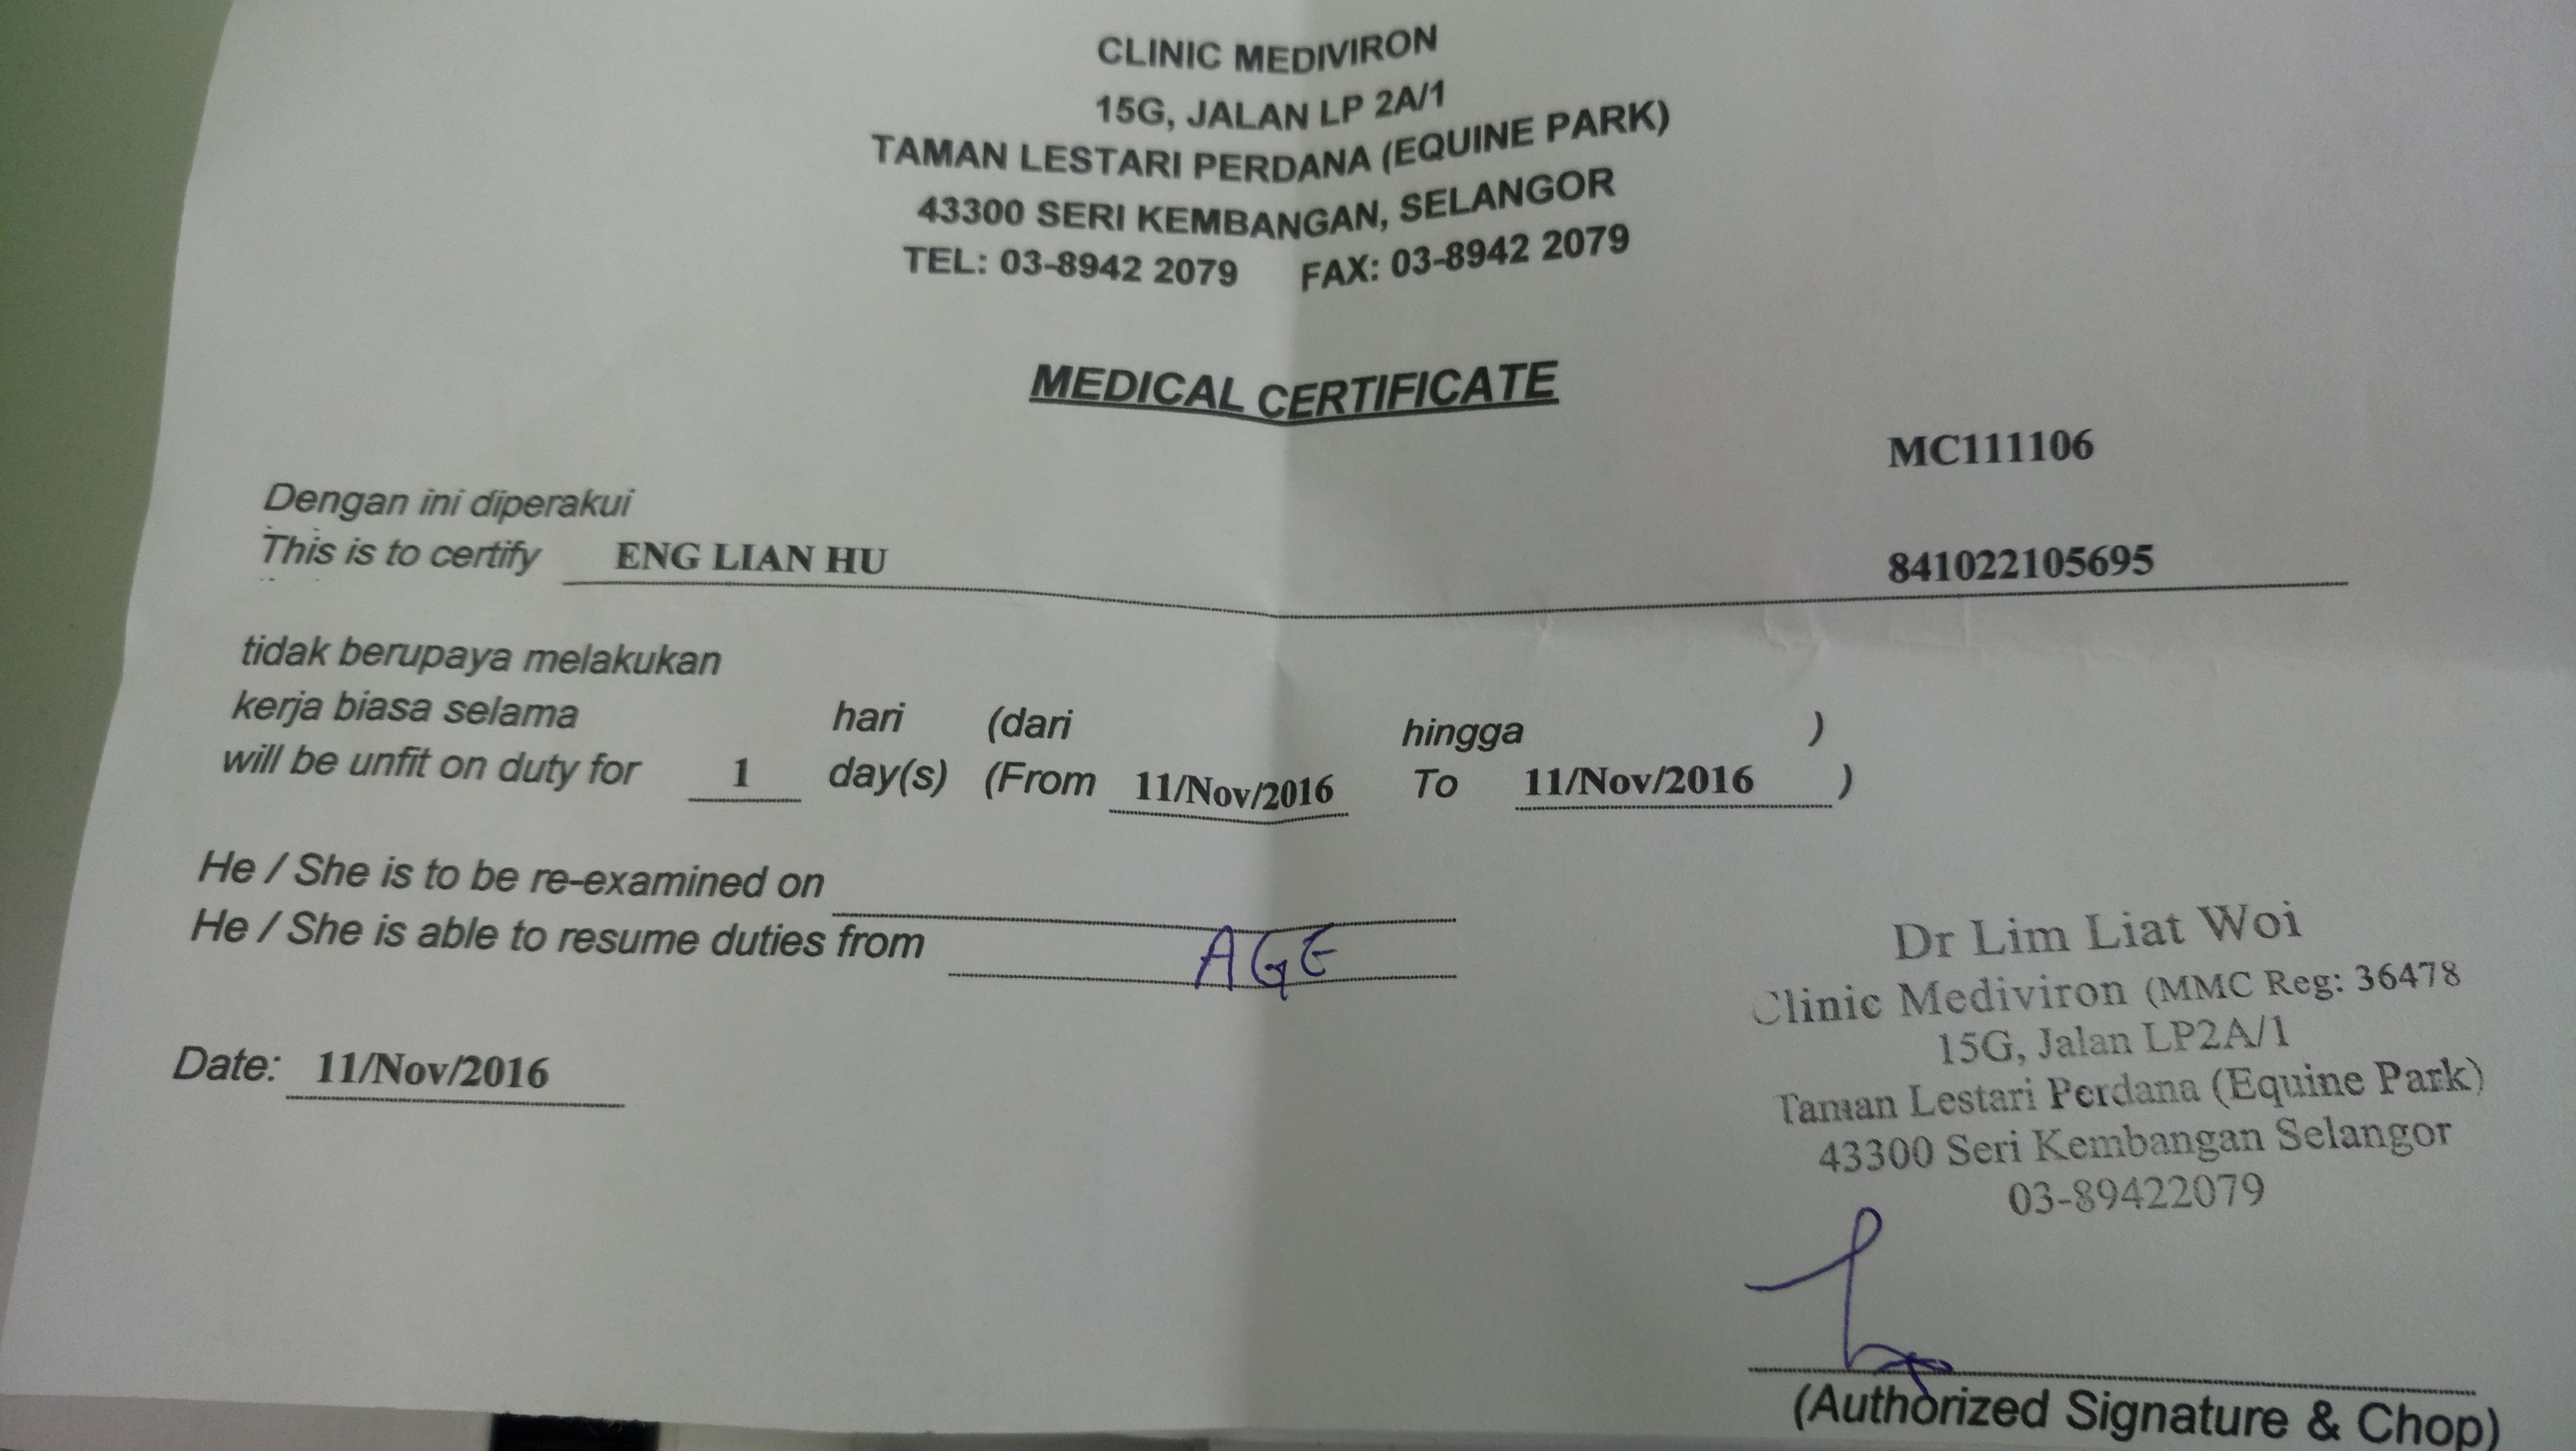 CLINIC MEDIVIRON
15G, JALAN LP 2A/1
TAMAN LESTARI PERDANA (EQUINE PARK)
43300 SERI KEMBANGAN, SELANGOR
TEL: 03-8942 2079 FAX: 03-8942 2079
MEDICAL CERTIFICATE
MC111106
Dengan ini diperakui
This is to certify ENG LIAN HU 841022105695
tidak berupaya melakukan
kerja biasa selama hari (dari hingga )
will be unfit on duty for 1 day(s) (From 11/Nov/2016 To 11/Nov/2016 )
He / She is to be re-examined on
He / She is able to resume duties from AGE
Date: 11/Nov/2016
Dr Lim Liat Woi
Clinic Mediviron (MMC Reg: 36478
15G, Jalan LP2A/1
Taman Lestari Perdana (Equine Park)
43300 Seri Kembangan Selangor
03-89422079
(Authorized Signature & Chop)